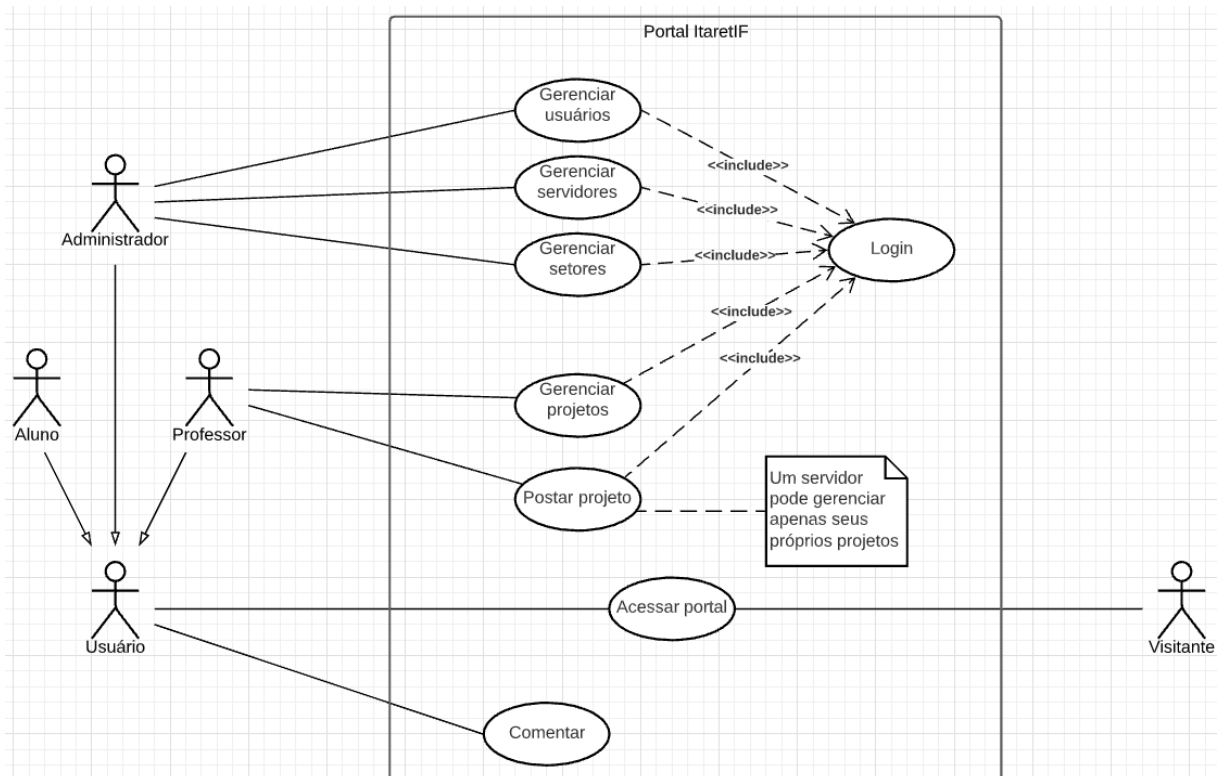 Portal ItaretIF
Gerenciar
usuários
<<include>>
Gerenciar
servidores
<<include>>
Administrador
Gerenciar
setores
<<include>>
Login
<<include>>
<<include>>
Aluno
Professor
Gerenciar
projetos
Postar projeto
Um servidor
pode gerenciar
apenas seus
próprios projetos
Usuário
Acessar portal
Visitante
Comentar